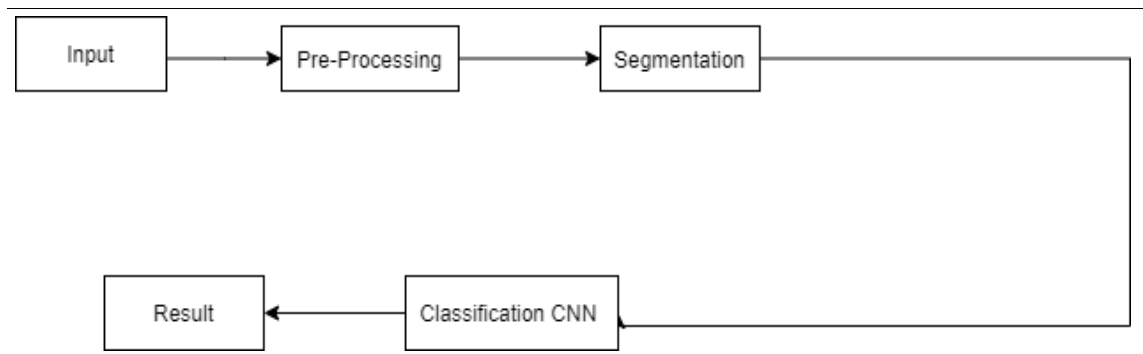 Input
Pre-Processing
Segmentation
Classification CNN
Result